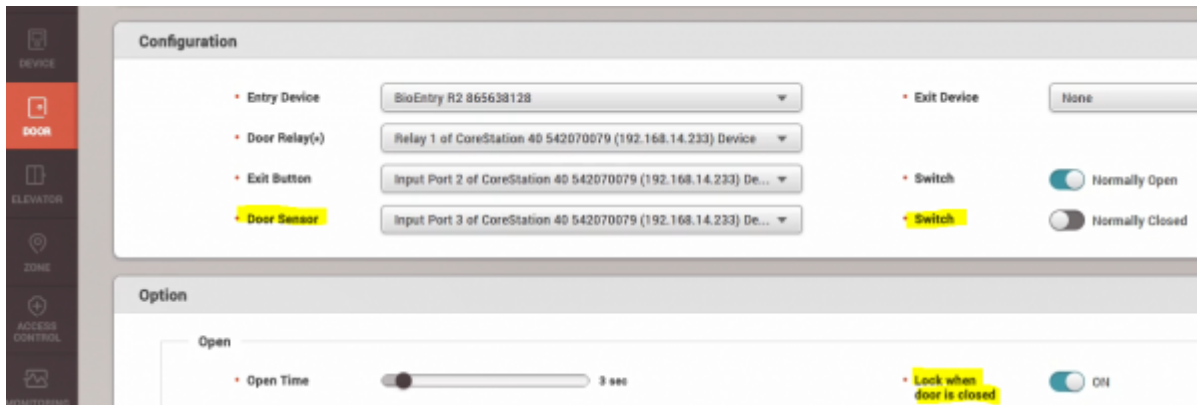 DEVICE
DOOR
ELEVATOR
ZONE
ACCESS
CONTROL
MONITORING
Configuration
• Entry Device BioEntry R2 865638128 • Exit Device None
• Door Relay(*) Relay 1 of CoreStation 40 542070079 (192.168.14.233) Device
• Exit Button Input Port 2 of CoreStation 40 542070079 (192.168.14.233) De... • Switch Normally Open
• Door Sensor Input Port 3 of CoreStation 40 542070079 (192.168.14.233) De... • Switch Normally Closed
Option
Open
• Open Time 3 sec • Lock when
door is closed ON